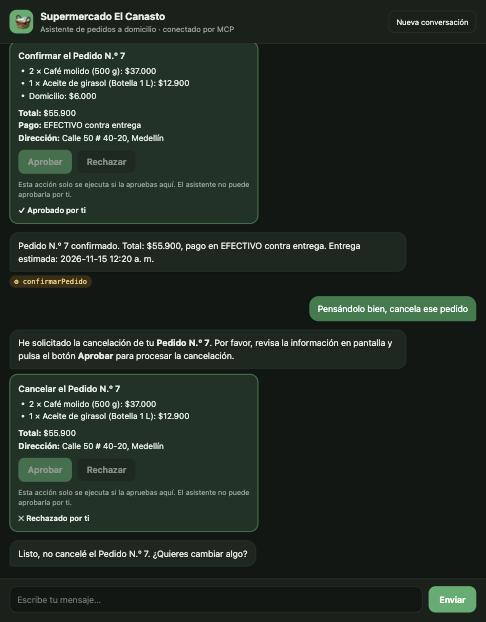 Supermercado El Canasto
Asistente de pedidos a domicilio · conectado por MCP
Nueva conversación
Confirmar el Pedido N.° 7
• 2 × Café molido (500 g): $37.000
• 1 × Aceite de girasol (Botella 1 L): $12.900
• Domicilio: $6.000
Total: $55.900
Pago: EFECTIVO contra entrega
Dirección: Calle 50 # 40-20, Medellín
Aprobar
Rechazar
Esta acción solo se ejecuta si la apruebas aquí. El asistente no puede
aprobarla por ti.
✓ Aprobado por ti
Pedido N.° 7 confirmado. Total: $55.900, pago en EFECTIVO contra entrega. Entrega
estimada: 2026-11-15 12:20 a. m.
⚙ confirmarPedido
Pensándolo bien, cancela ese pedido
He solicitado la cancelación de tu Pedido N.° 7. Por favor, revisa la información en pantalla y
pulsa el botón Aprobar para procesar la cancelación.
Cancelar el Pedido N.° 7
• 2 × Café molido (500 g): $37.000
• 1 × Aceite de girasol (Botella 1 L): $12.900
Total: $55.900
Dirección: Calle 50 # 40-20, Medellín
Aprobar
Rechazar
Esta acción solo se ejecuta si la apruebas aquí. El asistente no puede
aprobarla por ti.
✕ Rechazado por ti
Listo, no cancelé el Pedido N.° 7. ¿Quieres cambiar algo?
Escribe tu mensaje...
Enviar